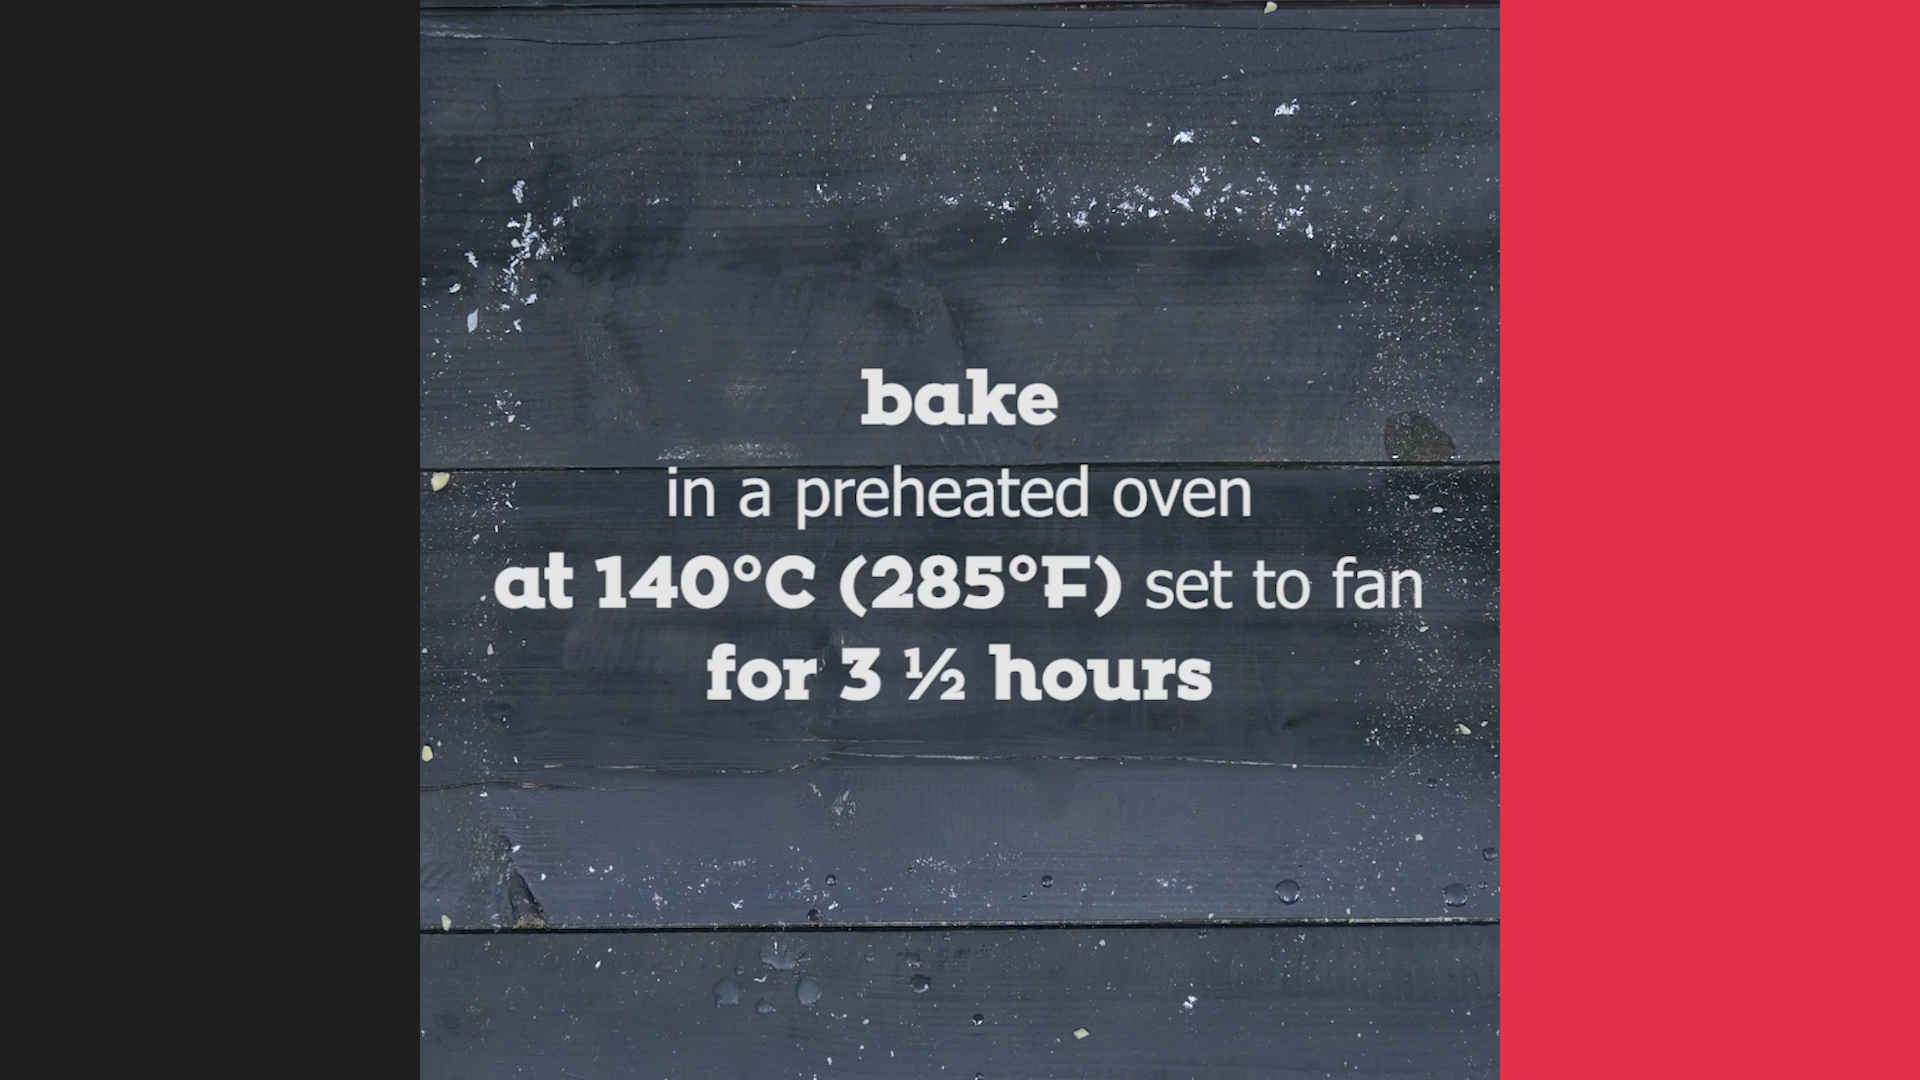 bake
in a preheated oven
at 140°C (285°F) set to fan
for 3 ½ hours